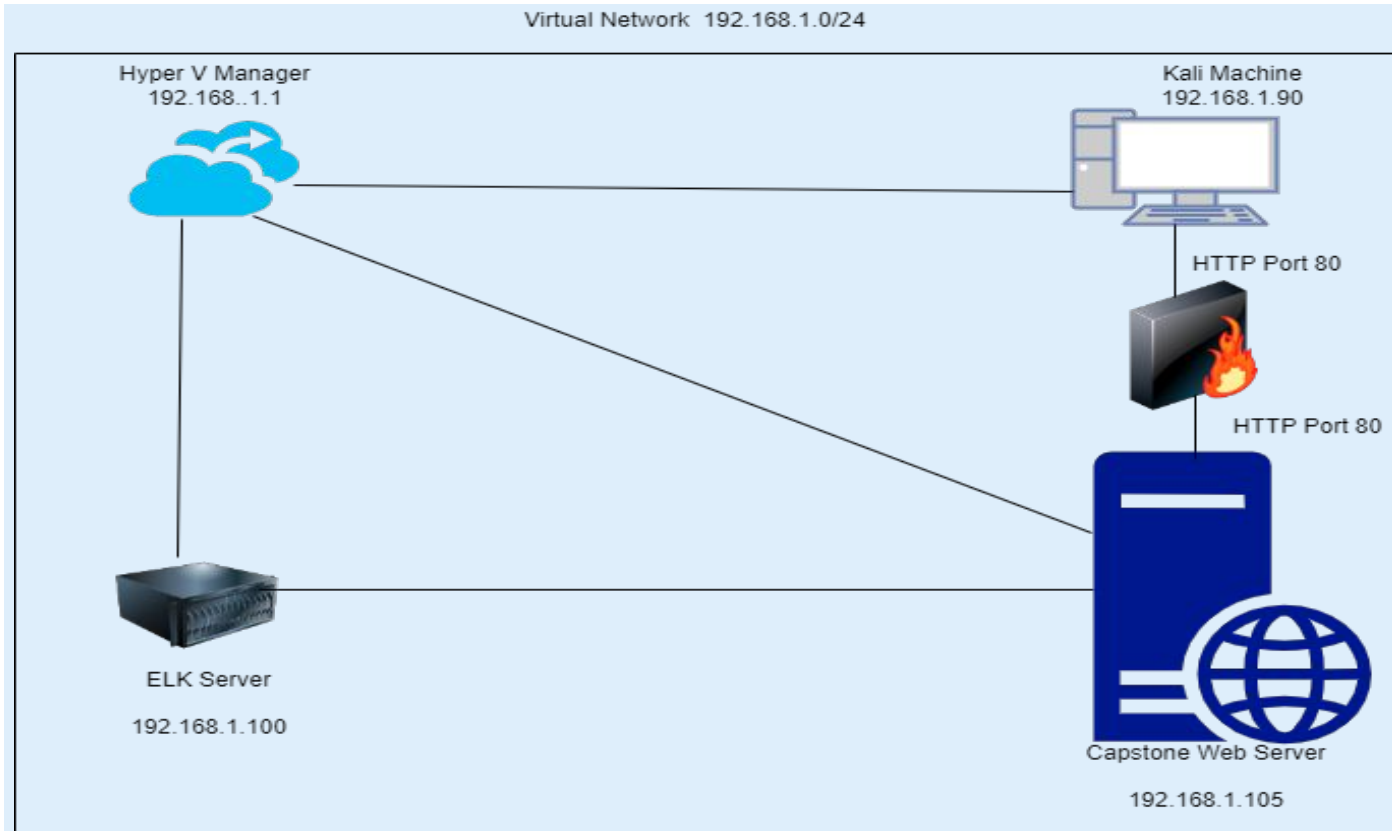 Virtual Network 192.168.1.0/24
Hyper V Manager
192.168..1.1
Kali Machine
192.168.1.90
HTTP Port 80
HTTP Port 80
ELK Server
192.168.1.100
Capstone Web Server
192.168.1.105